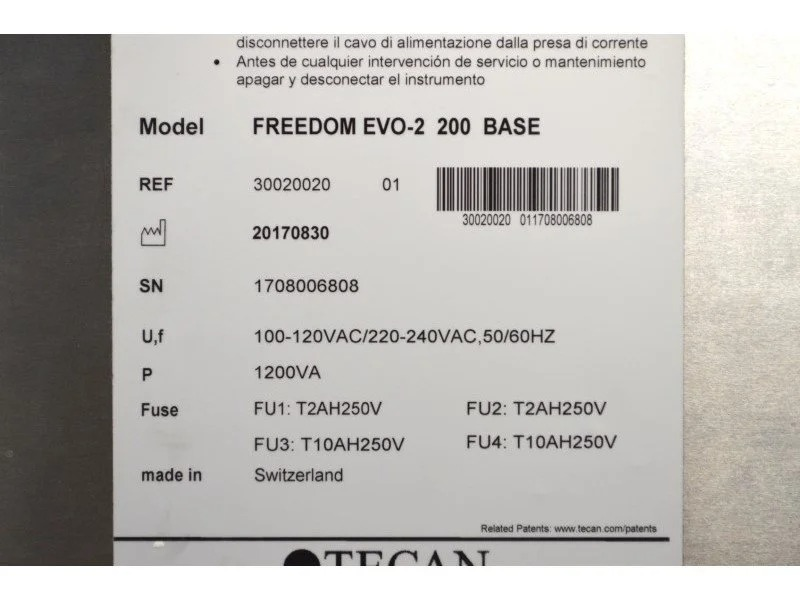 disconnettere il cavo di alimentazione dalla presa di corrente
• Antes de cualquier intervención de servicio o mantenimiento
apagar y desconectar el instrumento
Model FREEDOM EVO-2 200 BASE
REF 30020020 01
30020020 011708006808
20170830
SN 1708006808
U,f 100-120VAC/220-240VAC,50/60HZ
P 1200VA
Fuse FU1: T2AH250V FU2: T2AH250V
FU3: T10AH250V FU4: T10AH250V
made in Switzerland
Related Patents: www.tecan.com/patents
TECAN